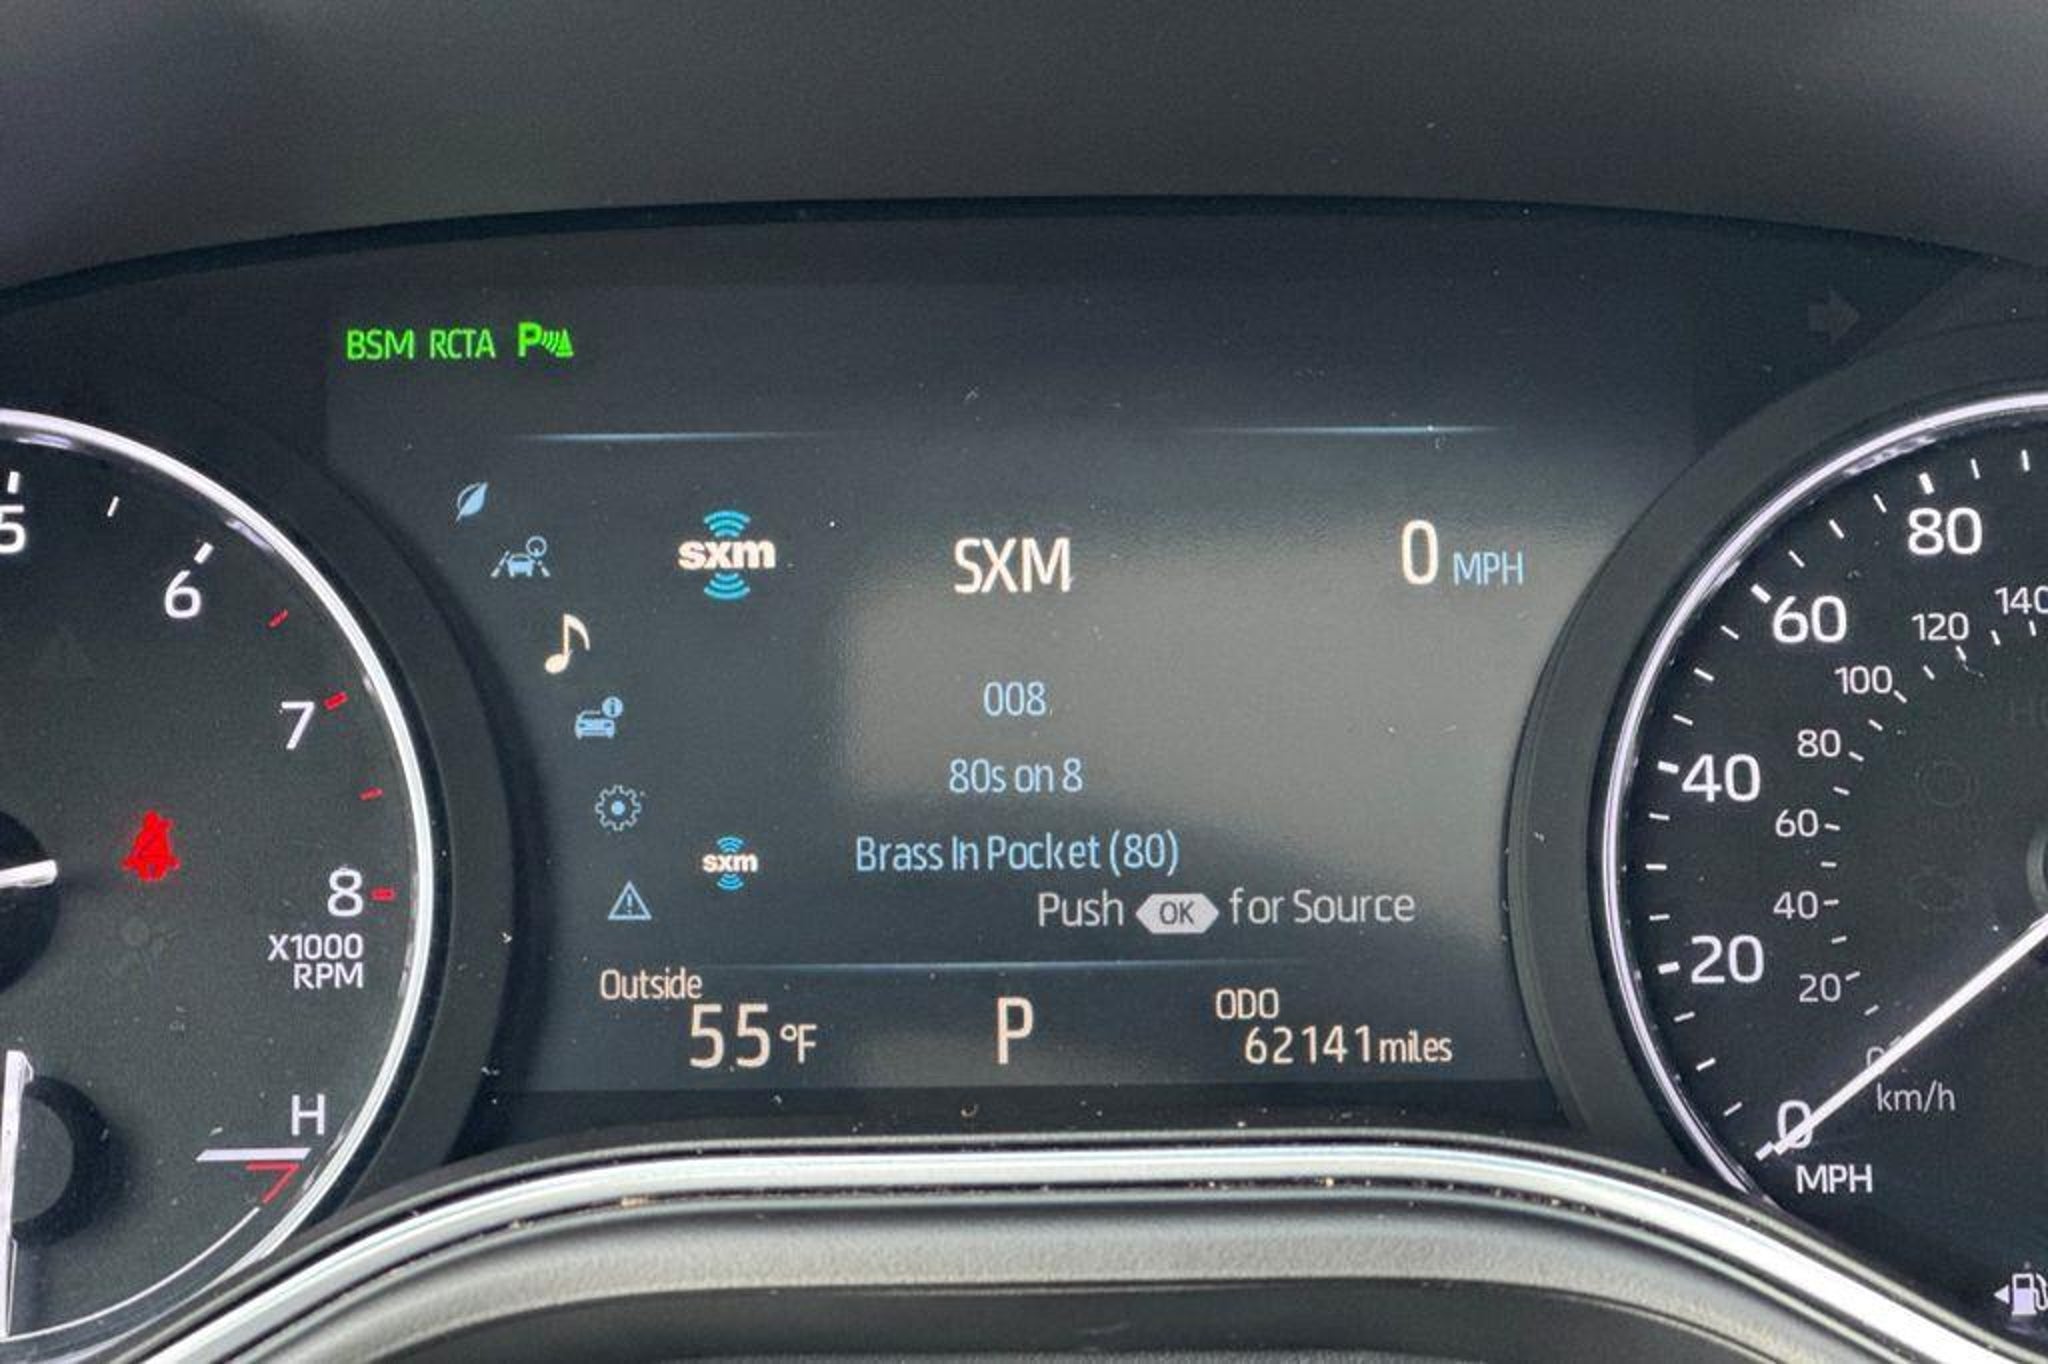 BSM RCTA P
sxm SXM 0 MPH
008
80s on 8
sxm Brass In Pocket (80)
Push OK for Source
Outside
55°F
P
ODO
62141 miles
5
6
7
8
X1000
RPM
H
80
60
40
20
0
MPH
140
120
100
80
60
40
20
km/h